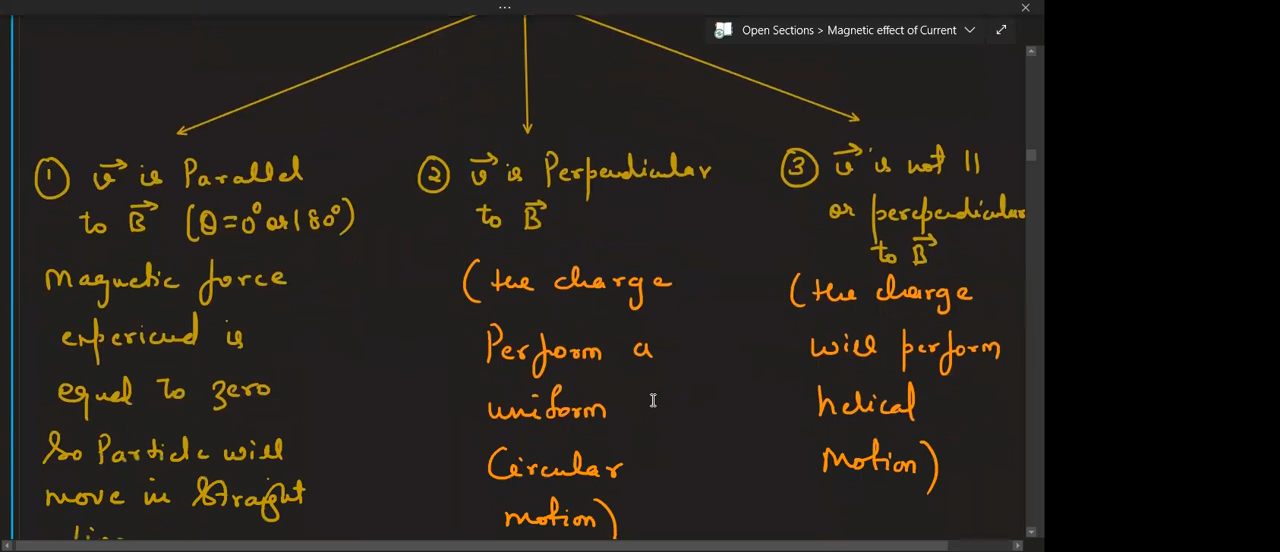 Open Sections > Magnetic effect of Current
① v⃗ is Parallel
to B⃗ (θ=0° or 180°)
Magnetic force
experienced is
equal to zero
So Particle will
move in Straight
line
② v⃗ is Perpendicular
to B⃗
(the charge
Perform a
uniform
Circular
motion)
③ v⃗ is not ||
or perependicular
to B⃗
(the charge
will perform
helical
Motion)